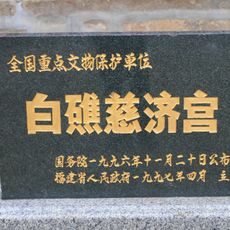 全国重点文物保护单位
白礁慈济宫
国务院一九九六年十一月二十日公布
福建省人民政府一九九七年四月 立